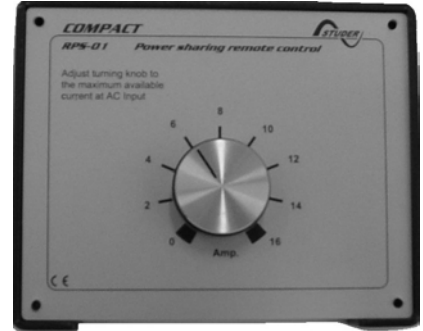 COMPACT
STUDER
RPS-01 Power sharing remote control
Adjust turning knob to
the maximum available
current at AC Input
8
6
10
4
12
2
14
0
16
Amp.
CE